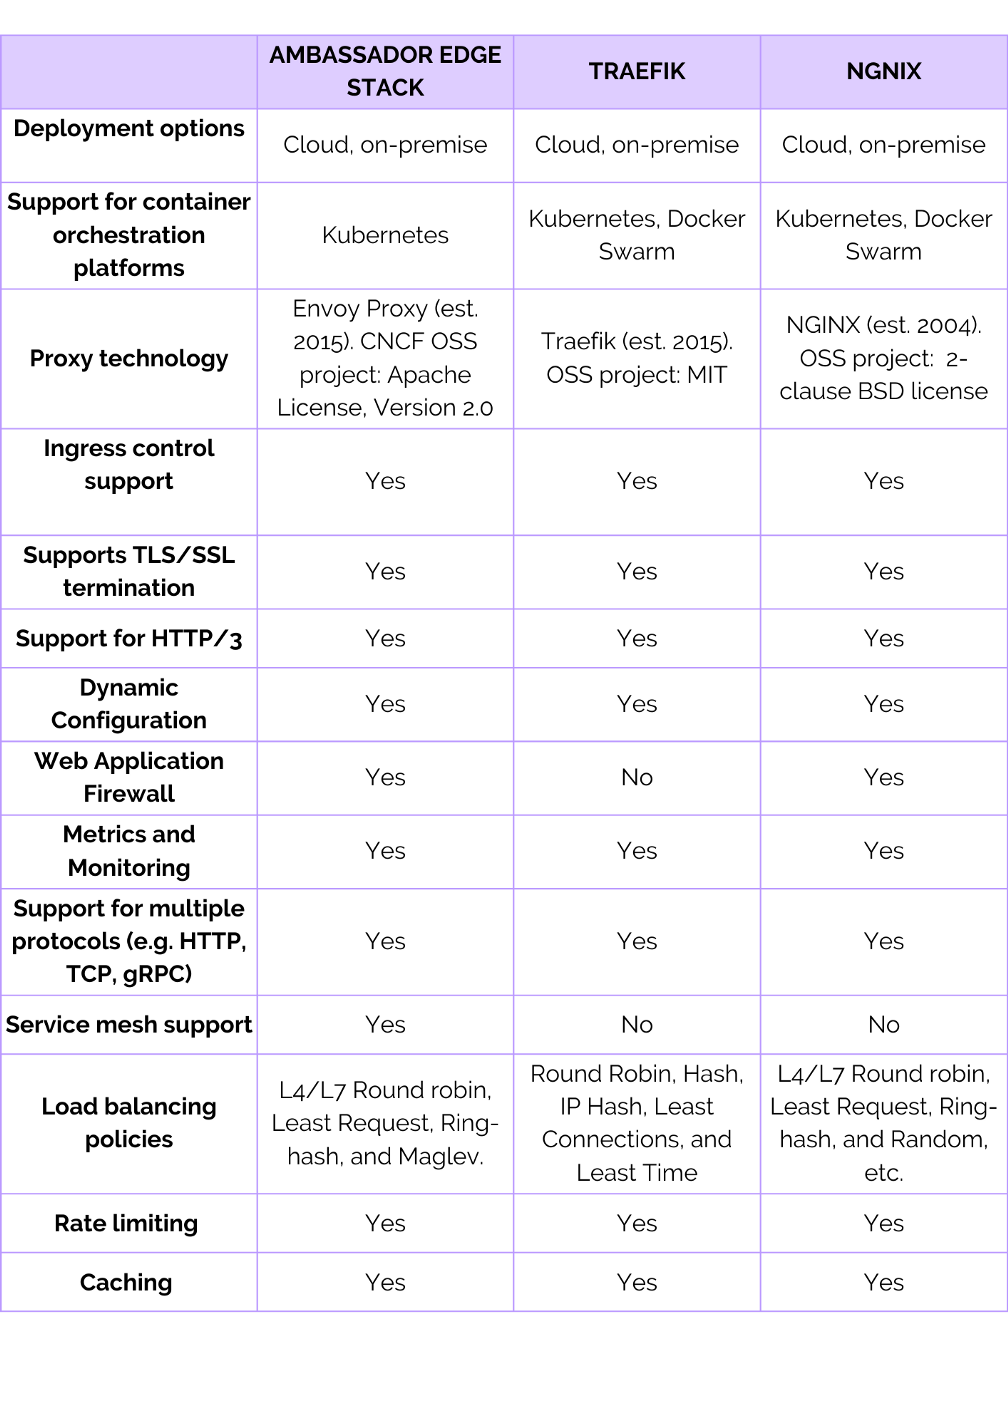 AMBASSADOR EDGE
STACK
TRAEFIK
NGNIX
Deployment options
Cloud, on-premise
Cloud, on-premise
Cloud, on-premise
Support for container
orchestration
platforms
Kubernetes
Kubernetes, Docker
Swarm
Kubernetes, Docker
Swarm
Proxy technology
Envoy Proxy (est.
2015). CNCF OSS
project: Apache
License, Version 2.0
Traefik (est. 2015).
OSS project: MIT
NGINX (est. 2004).
OSS project:  2-
clause BSD license
Ingress control
support
Yes
Yes
Yes
Supports TLS/SSL
termination
Yes
Yes
Yes
Support for HTTP/3
Yes
Yes
Yes
Dynamic
Configuration
Yes
Yes
Yes
Web Application
Firewall
Yes
No
Yes
Metrics and
Monitoring
Yes
Yes
Yes
Support for multiple
protocols (e.g. HTTP,
TCP, gRPC)
Yes
Yes
Yes
Service mesh support
Yes
No
No
Load balancing
policies
L4/L7 Round robin,
Least Request, Ring-
hash, and Maglev.
Round Robin, Hash,
IP Hash, Least
Connections, and
Least Time
L4/L7 Round robin,
Least Request, Ring-
hash, and Random,
etc.
Rate limiting
Yes
Yes
Yes
Caching
Yes
Yes
Yes